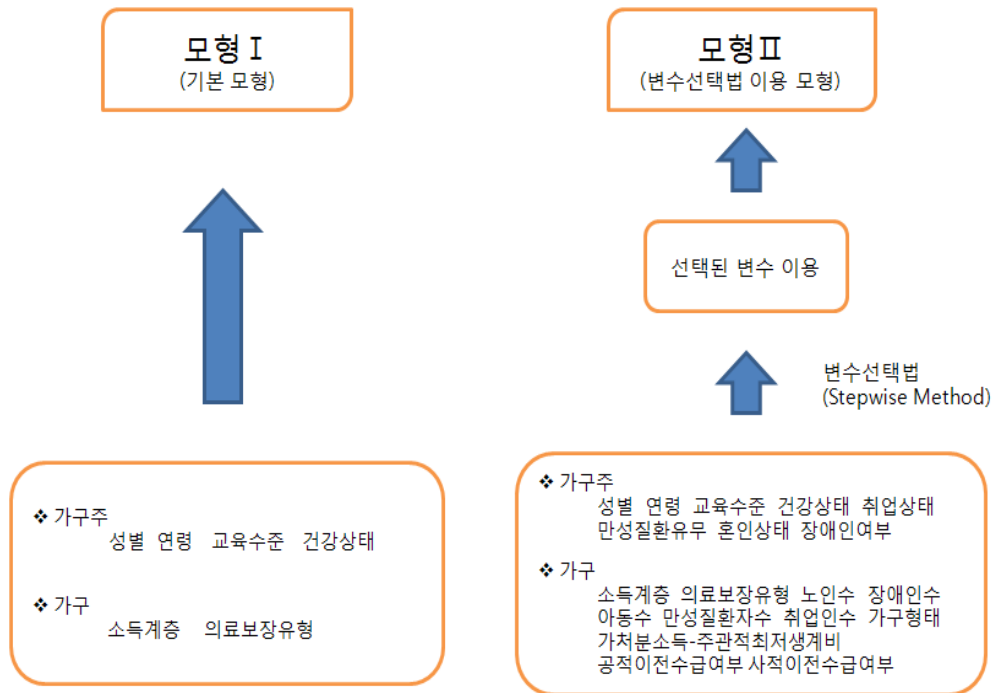 모형Ⅰ
(기본 모형)
❖ 가구주
성별 연령 교육수준 건강상태
❖ 가구
소득계층 의료보장유형
모형Ⅱ
(변수선택법 이용 모형)
선택된 변수 이용
변수선택법
(Stepwise Method)
❖ 가구주
성별 연령 교육수준 건강상태 취업상태
만성질환유무 혼인상태 장애인여부
❖ 가구
소득계층 의료보장유형 노인수 장애인수
아동수 만성질환자수 취업인수 가구형태
가처분소득-주관적최저생계비
공적이전수급여부 사적이전수급여부